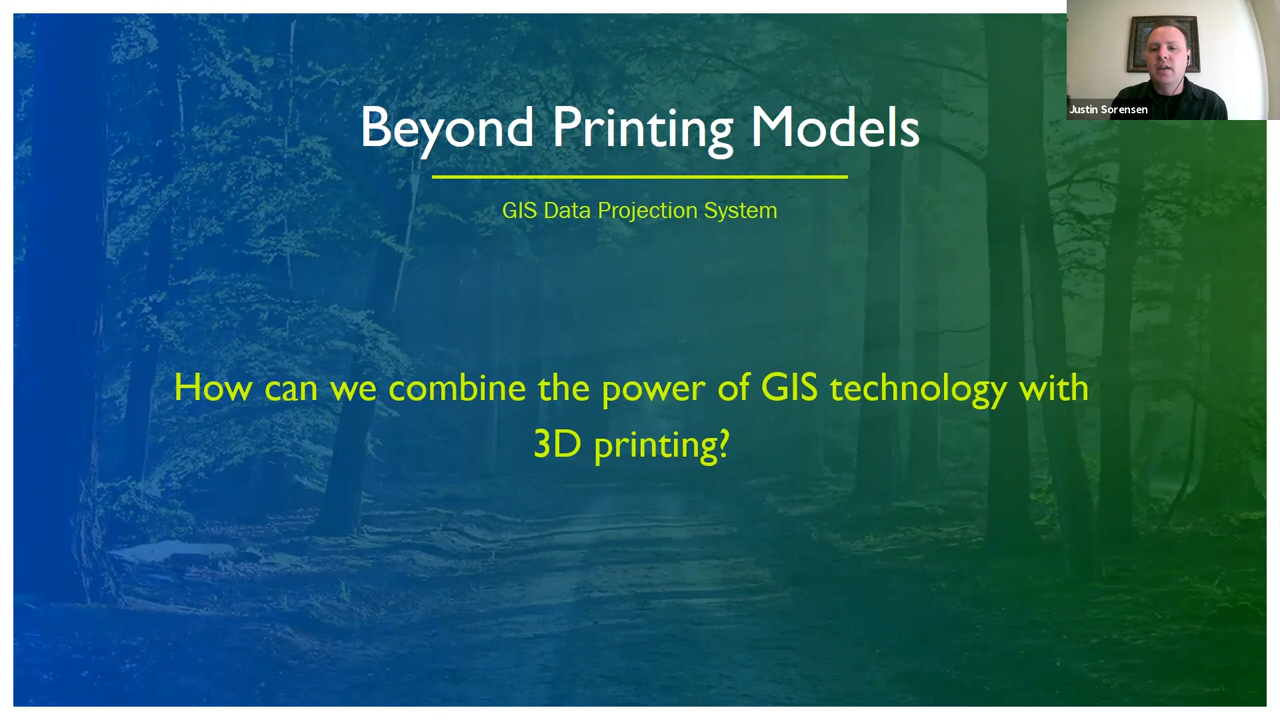 Justin Sorensen
Beyond Printing Models
GIS Data Projection System
How can we combine the power of GIS technology with
3D printing?